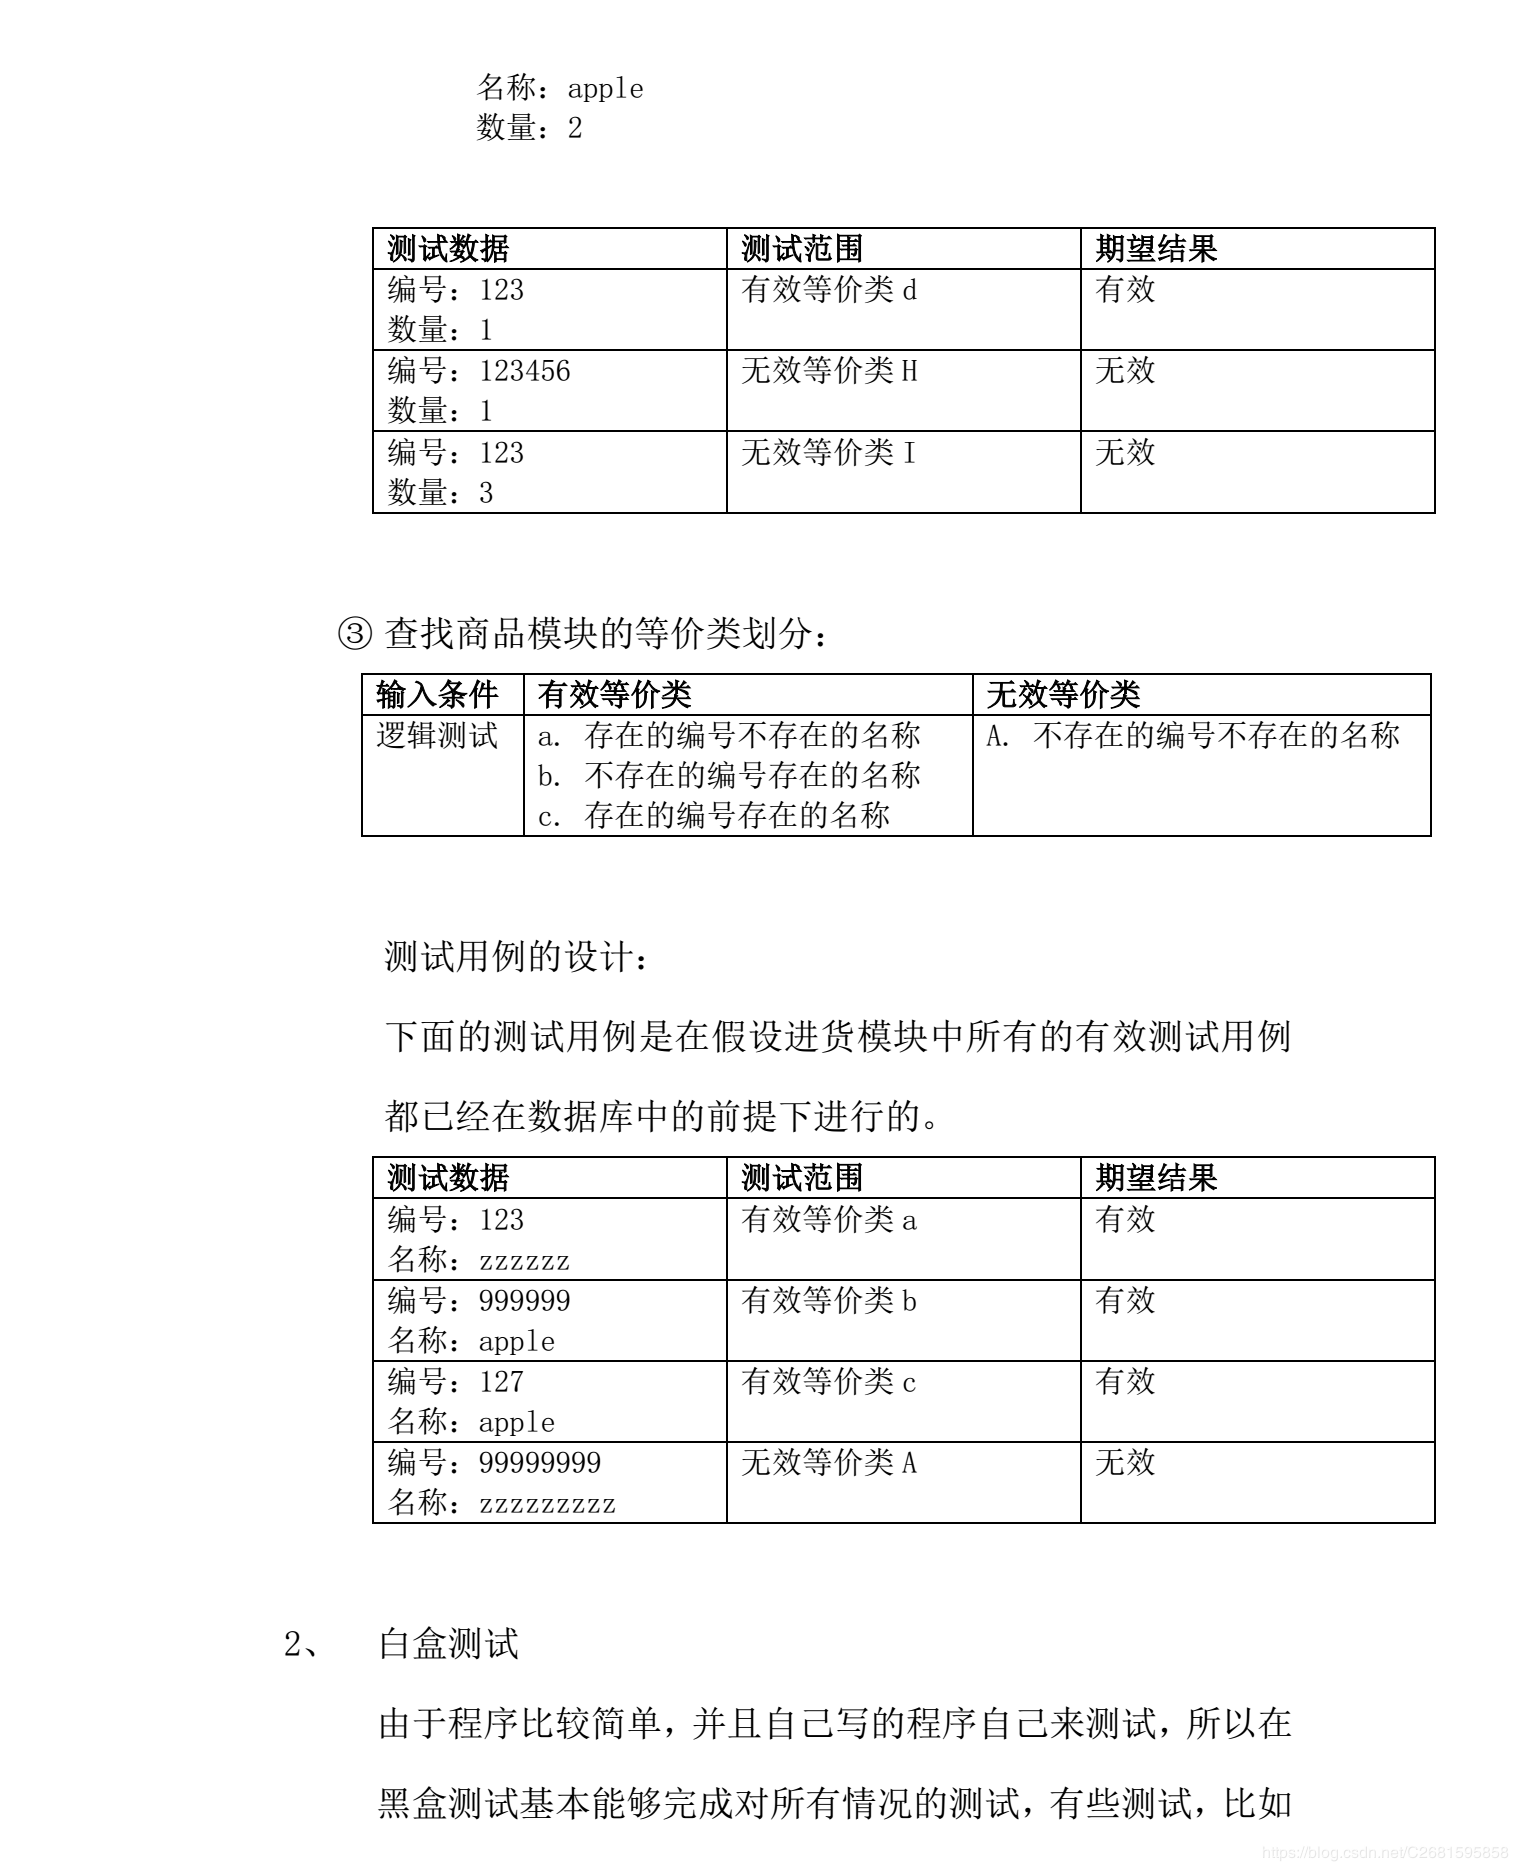 名称：apple
数量：2
测试数据 测试范围 期望结果
编号：123 有效等价类 d 有效
数量：1
编号：123456 无效等价类 H 无效
数量：1
编号：123 无效等价类 I 无效
数量：3
③ 查找商品模块的等价类划分：
输入条件 有效等价类 无效等价类
逻辑测试 a. 存在的编号不存在的名称 A. 不存在的编号不存在的名称
b. 不存在的编号存在的名称
c. 存在的编号存在的名称
测试用例的设计：
下面的测试用例是在假设进货模块中所有的有效测试用例
都已经在数据库中的前提下进行的。
测试数据 测试范围 期望结果
编号：123 有效等价类 a 有效
名称：zzzzzz
编号：999999 有效等价类 b 有效
名称：apple
编号：127 有效等价类 c 有效
名称：apple
编号：99999999 无效等价类 A 无效
名称：zzzzzzzzz
2、 白盒测试
由于程序比较简单，并且自己写的程序自己来测试，所以在
黑盒测试基本能够完成对所有情况的测试，有些测试，比如
https://blog.csdn.net/C2681595858